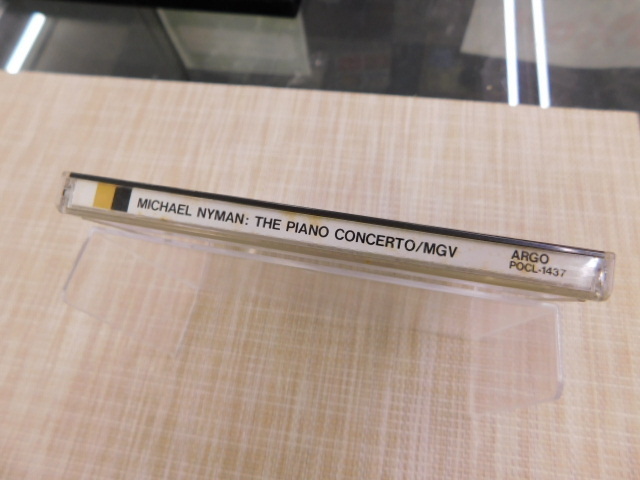 MICHAEL NYMAN: THE PIANO CONCERTO/MGV
ARGO
POCL-1437